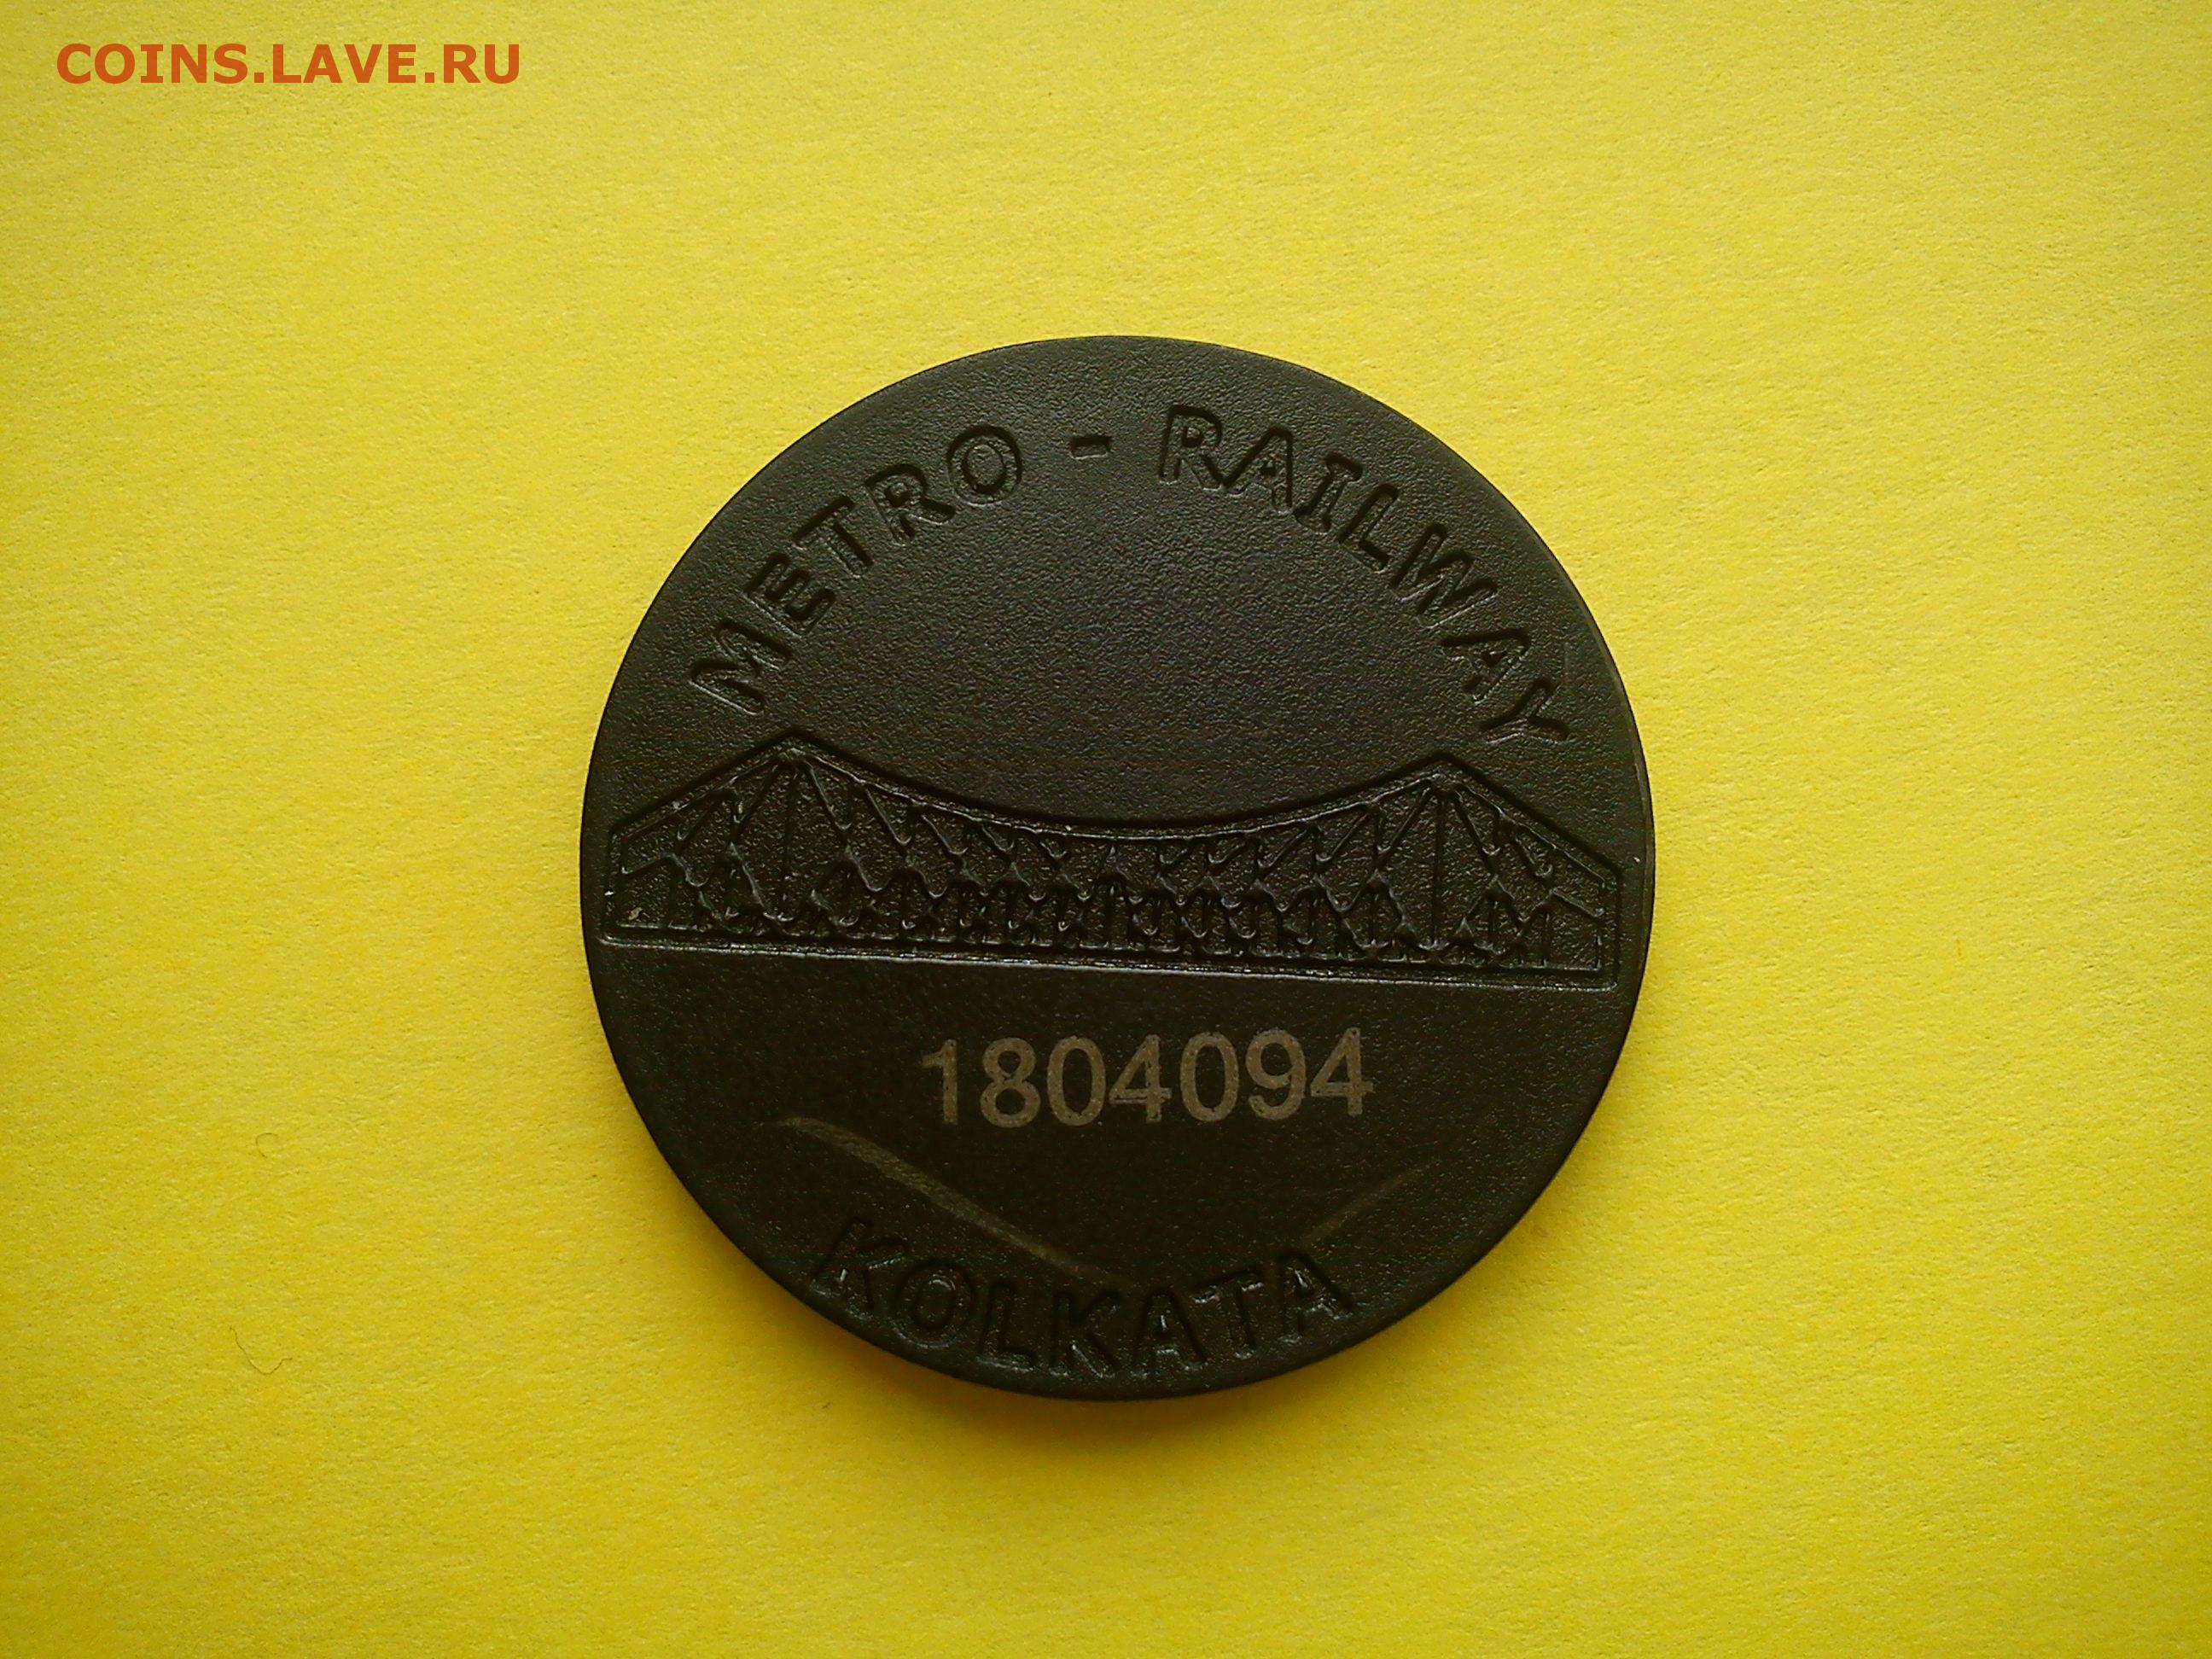 COINS.LAVE.RU
METRO - RAILWAY
1804094
KOLKATA